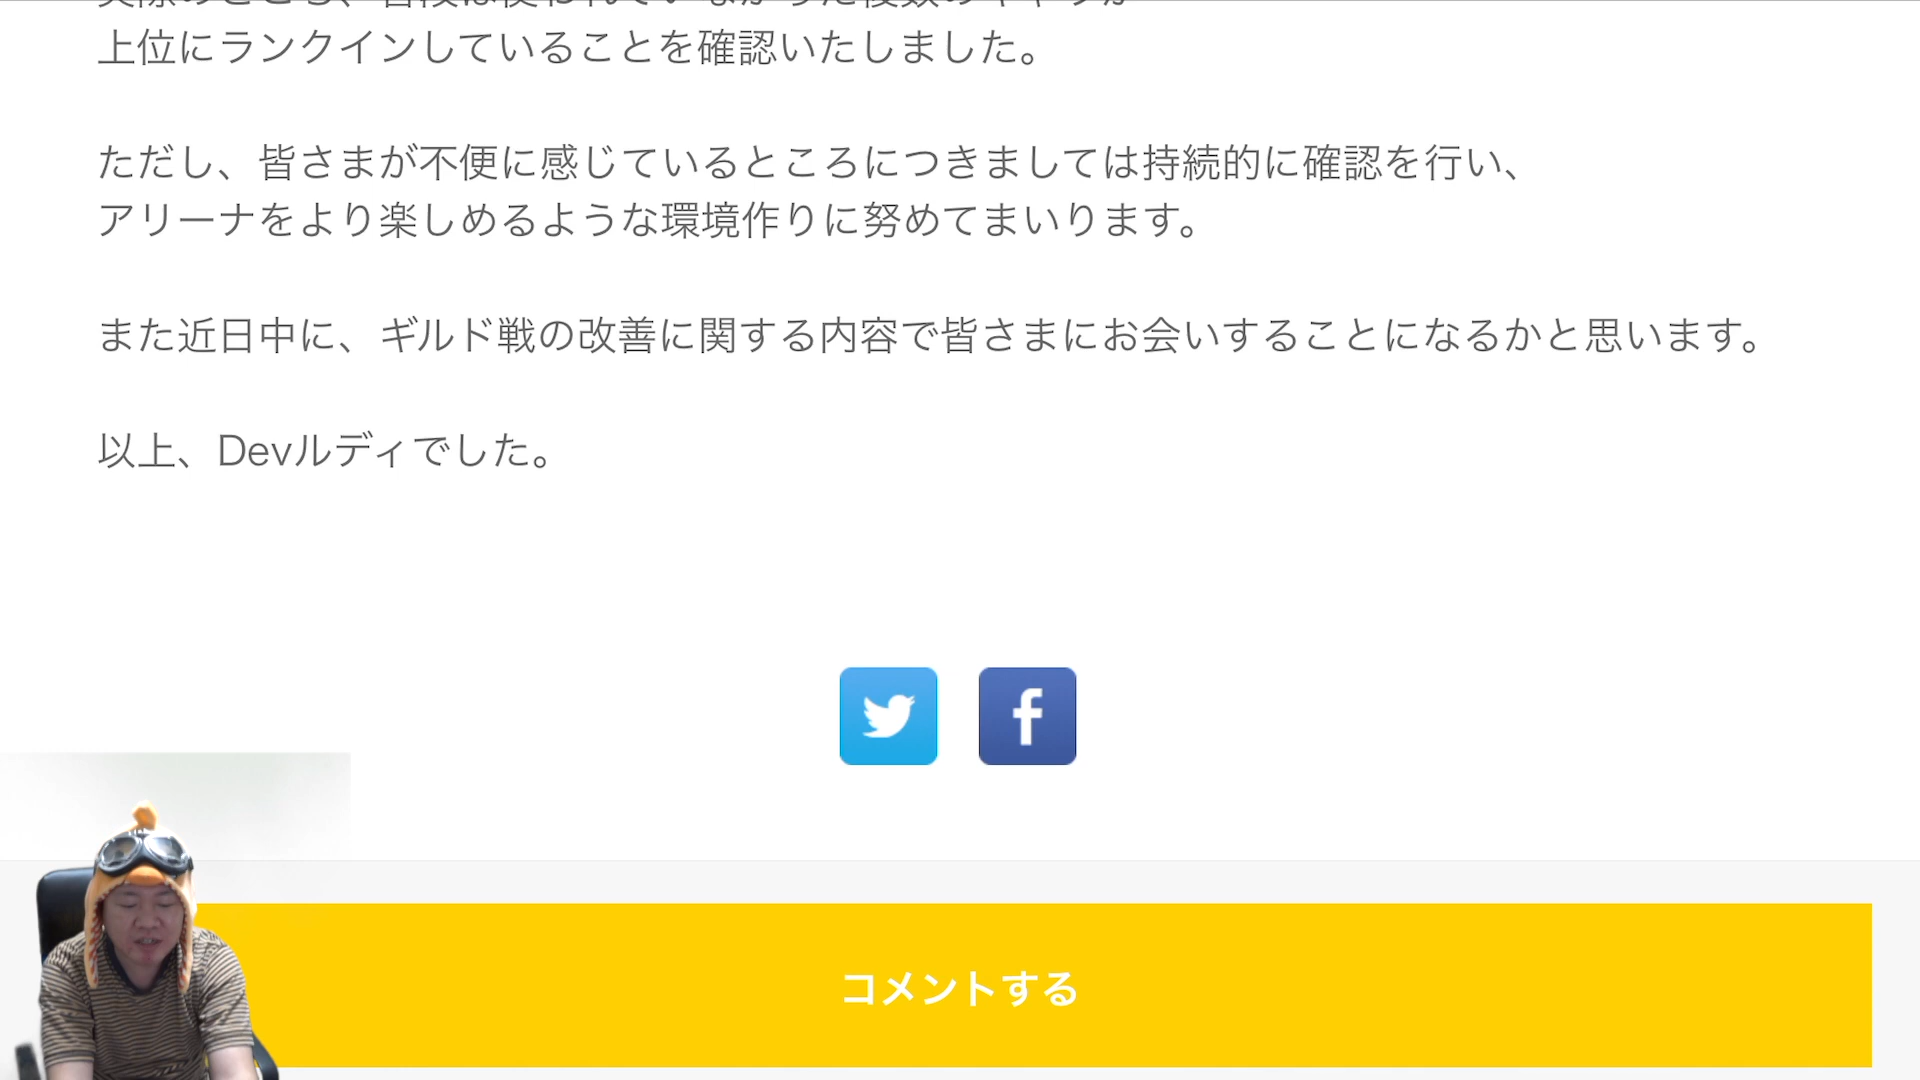 上位にランクインしていることを確認いたしました。
ただし、皆さまが不便に感じているところにつきましては持続的に確認を行い、
アリーナをより楽しめるような環境作りに努めてまいります。
また近日中に、ギルド戦の改善に関する内容で皆さまにお会いすることになるかと思います。
以上、Devルディでした。
コメントする